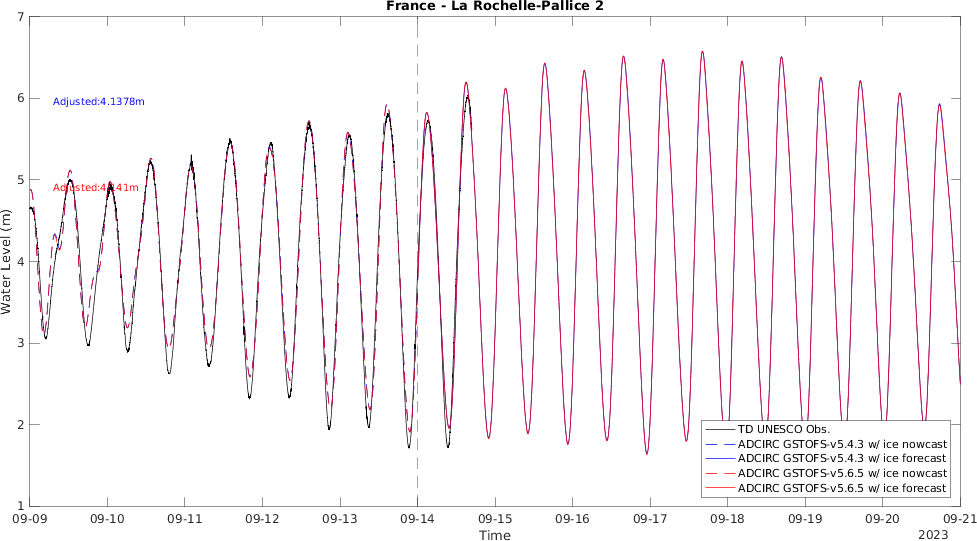 France - La Rochelle-Pallice 2
7
6
5
4
3
2
1
Water Level (m)
Adjusted:4.1378m
Adjusted:4.141m
TD UNESCO Obs.
ADCIRC GSTOFS-v5.4.3 w/ ice nowcast
ADCIRC GSTOFS-v5.4.3 w/ ice forecast
ADCIRC GSTOFS-v5.6.5 w/ ice nowcast
ADCIRC GSTOFS-v5.6.5 w/ ice forecast
09-09 09-10 09-11 09-12 09-13 09-14 09-15 09-16 09-17 09-18 09-19 09-20 09-21
Time
2023